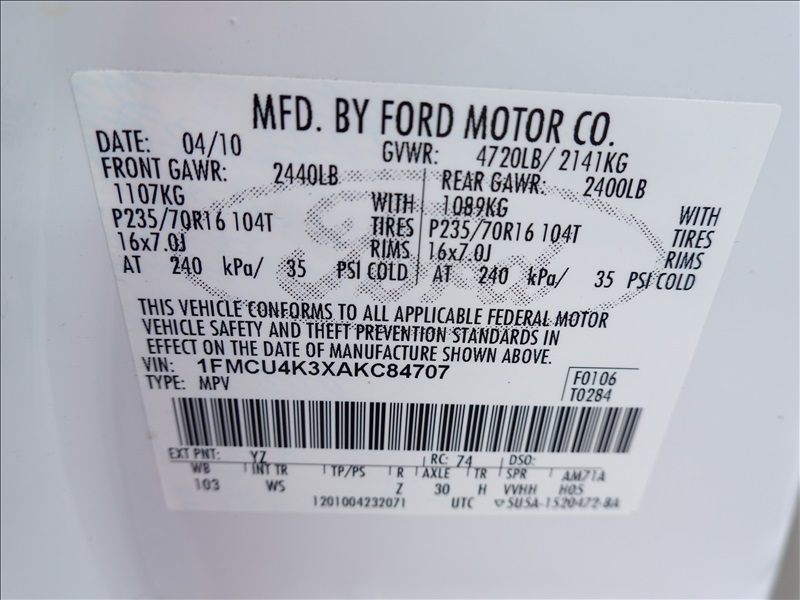 MFD. BY FORD MOTOR CO.
DATE: 04/10 GVWR: 4720LB/ 2141KG
FRONT GAWR: 2440LB REAR GAWR: 2400LB
1107KG WITH 1089KG WITH
P235/70R16 104T TIRES P235/70R16 104T TIRES
16x7.0J RIMS 16x7.0J RIMS
AT 240 kPa/ 35 PSI COLD AT 240 kPa/ 35 PSI COLD
THIS VEHICLE CONFORMS TO ALL APPLICABLE FEDERAL MOTOR
VEHICLE SAFETY AND THEFT PREVENTION STANDARDS IN
EFFECT ON THE DATE OF MANUFACTURE SHOWN ABOVE.
VIN: 1FMCU4K3XAKC84707 F0106
TYPE: MPV T0284
EXT PNT: YZ RC: 74 DSO:
WB INT TR TP/PS R AXLE TR SPR AM71A
103 WS Z 30 H VVHH H05
1201004232071 UTC ▽5U5A-1520472-8A